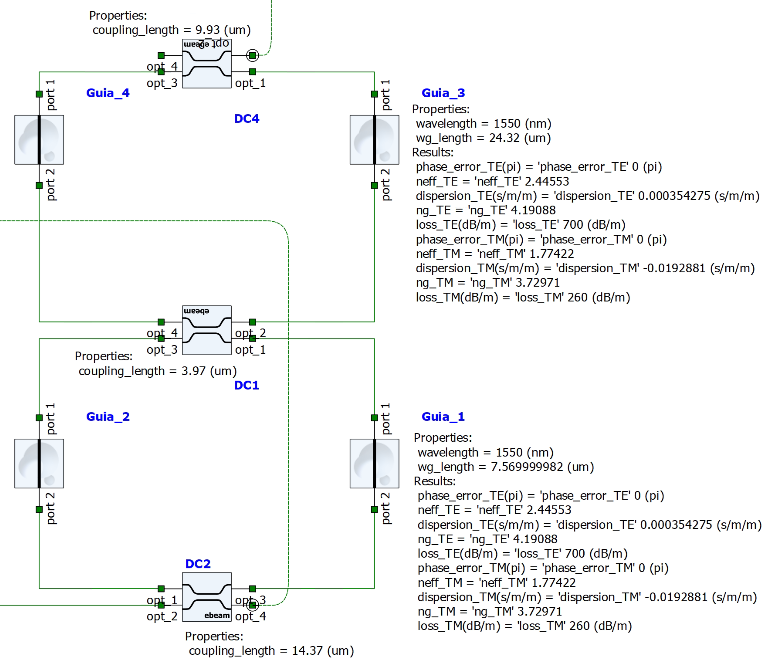 Properties:
coupling_length = 9.93 (um)
ebeam
opt_2
opt_4
opt_3
opt_1
port 1
port 1
Guia_4
DC4
Guia_3
Properties:
wavelength = 1550 (nm)
wg_length = 24.32 (um)
Results:
phase_error_TE(pi) = 'phase_error_TE' 0 (pi)
neff_TE = 'neff_TE' 2.44553
dispersion_TE(s/m/m) = 'dispersion_TE' 0.000354275 (s/m/m)
ng_TE = 'ng_TE' 4.19088
loss_TE(dB/m) = 'loss_TE' 700 (dB/m)
phase_error_TM(pi) = 'phase_error_TM' 0 (pi)
neff_TM = 'neff_TM' 1.77422
dispersion_TM(s/m/m) = 'dispersion_TM' -0.0192881 (s/m/m)
ng_TM = 'ng_TM' 3.72971
loss_TM(dB/m) = 'loss_TM' 260 (dB/m)
port 2
port 2
ebeam
opt_4
opt_2
opt_3
opt_1
Properties:
coupling_length = 3.97 (um)
DC1
port 1
port 1
Guia_2
Guia_1
Properties:
wavelength = 1550 (nm)
wg_length = 7.569999982 (um)
Results:
phase_error_TE(pi) = 'phase_error_TE' 0 (pi)
neff_TE = 'neff_TE' 2.44553
dispersion_TE(s/m/m) = 'dispersion_TE' 0.000354275 (s/m/m)
ng_TE = 'ng_TE' 4.19088
loss_TE(dB/m) = 'loss_TE' 700 (dB/m)
phase_error_TM(pi) = 'phase_error_TM' 0 (pi)
neff_TM = 'neff_TM' 1.77422
dispersion_TM(s/m/m) = 'dispersion_TM' -0.0192881 (s/m/m)
ng_TM = 'ng_TM' 3.72971
loss_TM(dB/m) = 'loss_TM' 260 (dB/m)
port 2
port 2
DC2
opt_1
opt_3
opt_2
opt_4
ebeam
Properties:
coupling_length = 14.37 (um)